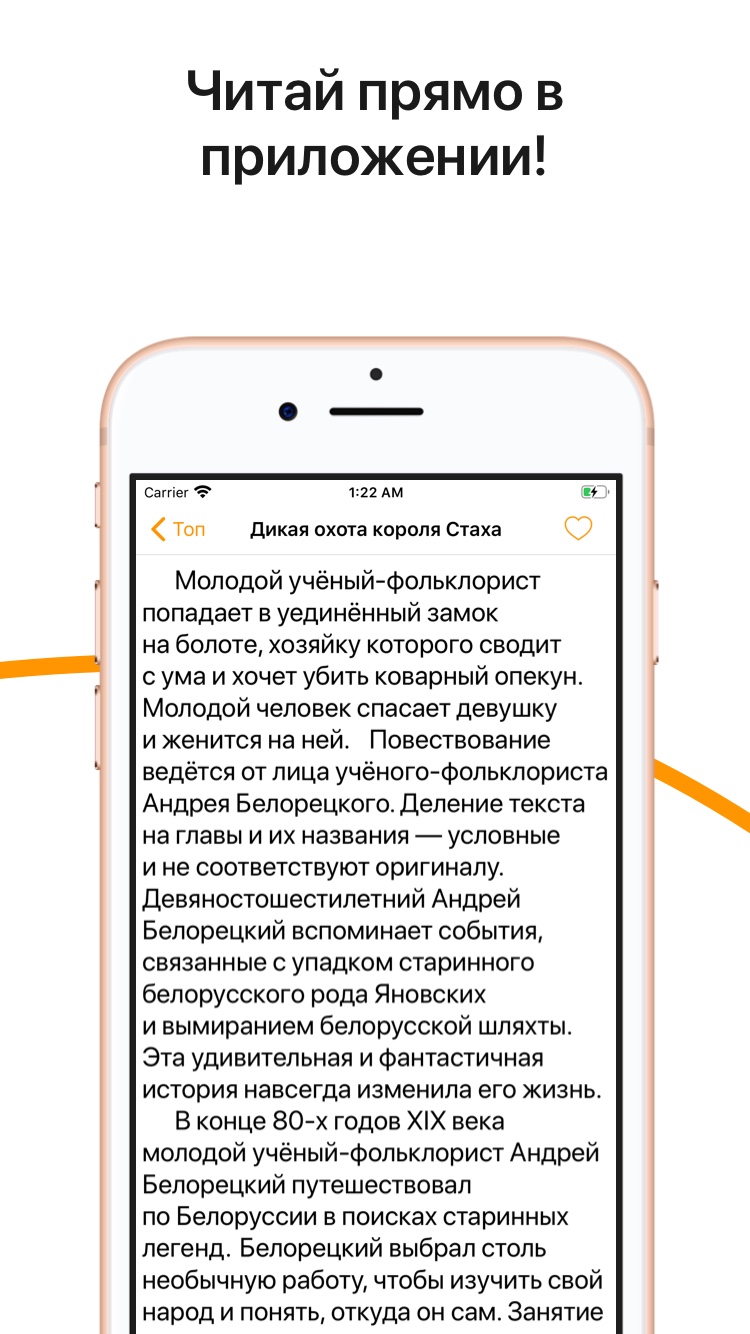 Читай прямо в
приложении!
Carrier
1:22 AM
Топ
Дикая охота короля Стаха
Молодой учёный-фольклорист
попадает в уединённый замок
на болоте, хозяйку которого сводит
с ума и хочет убить коварный опекун.
Молодой человек спасает девушку
и женится на ней. Повествование
ведётся от лица учёного-фольклориста
Андрея Белорецкого. Деление текста
на главы и их названия — условные
и не соответствуют оригиналу.
Девяностошестилетний Андрей
Белорецкий вспоминает события,
связанные с упадком старинного
белорусского рода Яновских
и вымиранием белорусской шляхты.
Эта удивительная и фантастичная
история навсегда изменила его жизнь.
В конце 80-х годов XIX века
молодой учёный-фольклорист Андрей
Белорецкий путешествовал
по Белоруссии в поисках старинных
легенд. Белорецкий выбрал столь
необычную работу, чтобы изучить свой
народ и понять, откуда он сам. Занятие